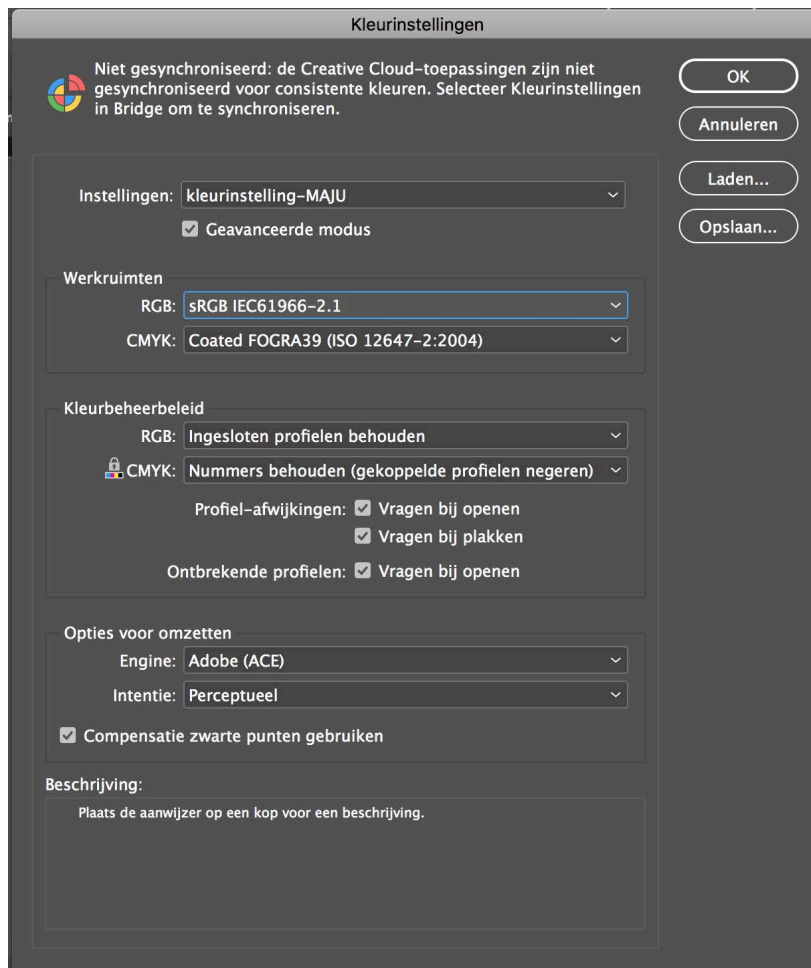 Kleurinstellingen
Niet gesynchroniseerd: de Creative Cloud-toepassingen zijn niet
gesynchroniseerd voor consistente kleuren. Selecteer Kleurinstellingen
in Bridge om te synchroniseren.
OK
Annuleren
Laden...
Opslaan...
Instellingen: kleurinstelling-MAJU
Geavanceerde modus
Werkruimten
RGB: sRGB IEC61966-2.1
CMYK: Coated FOGRA39 (ISO 12647-2:2004)
Kleurbeheerbeleid
RGB: Ingesloten profielen behouden
CMYK: Nummers behouden (gekoppelde profielen negeren)
Profiel-afwijkingen: Vragen bij openen
Vragen bij plakken
Ontbrekende profielen: Vragen bij openen
Opties voor omzetten
Engine: Adobe (ACE)
Intentie: Perceptueel
Compensatie zwarte punten gebruiken
Beschrijving:
Plaats de aanwijzer op een kop voor een beschrijving.